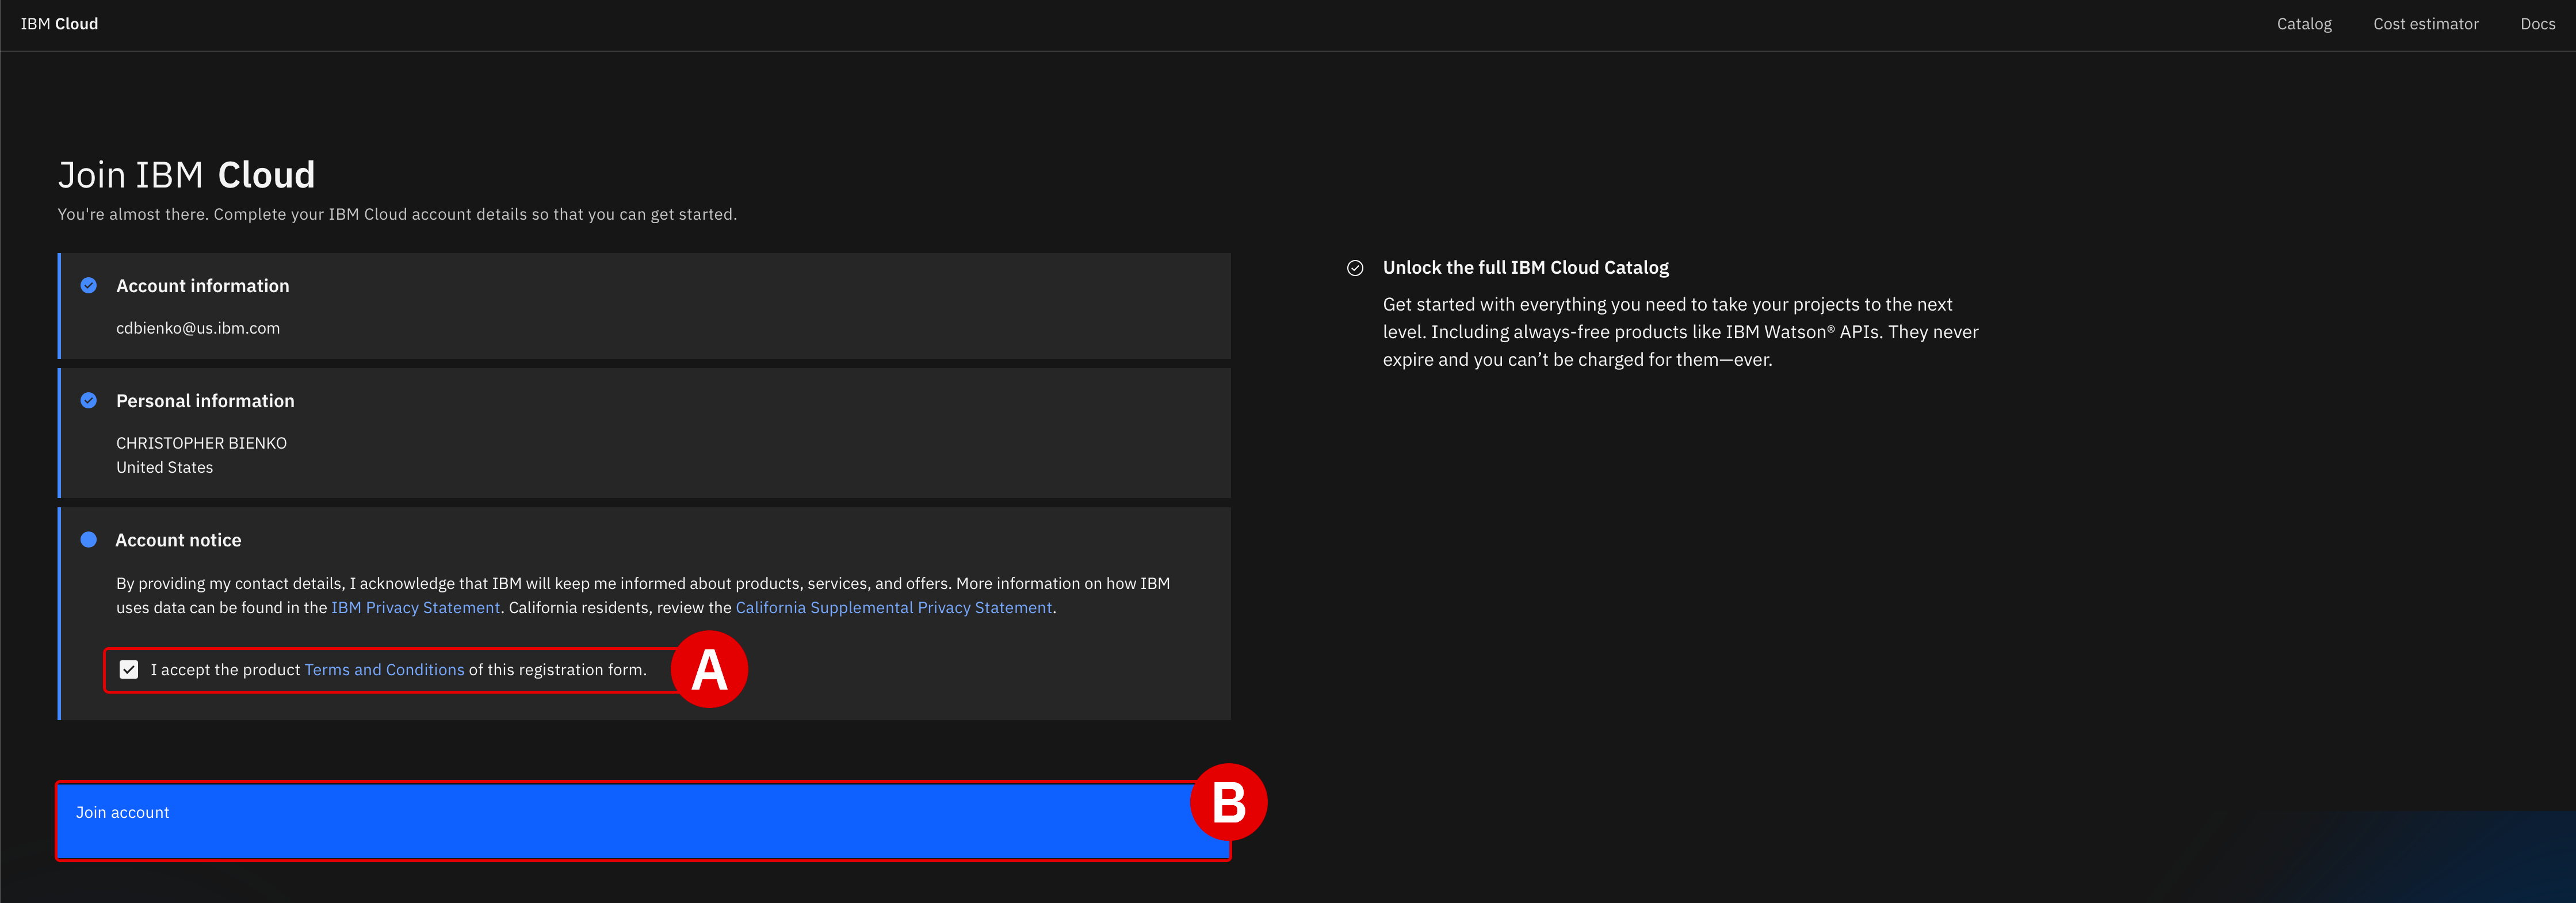 IBM Cloud
Catalog
Cost estimator
Docs
Join IBM Cloud
You're almost there. Complete your IBM Cloud account details so that you can get started.
Account information
cdbienko@us.ibm.com
Personal information
CHRISTOPHER BIENKO
United States
Account notice
By providing my contact details, I acknowledge that IBM will keep me informed about products, services, and offers. More information on how IBM
uses data can be found in the IBM Privacy Statement. California residents, review the California Supplemental Privacy Statement.
I accept the product Terms and Conditions of this registration form.
A
Join account
B
Unlock the full IBM Cloud Catalog
Get started with everything you need to take your projects to the next
level. Including always-free products like IBM Watson® APIs. They never
expire and you can’t be charged for them—ever.